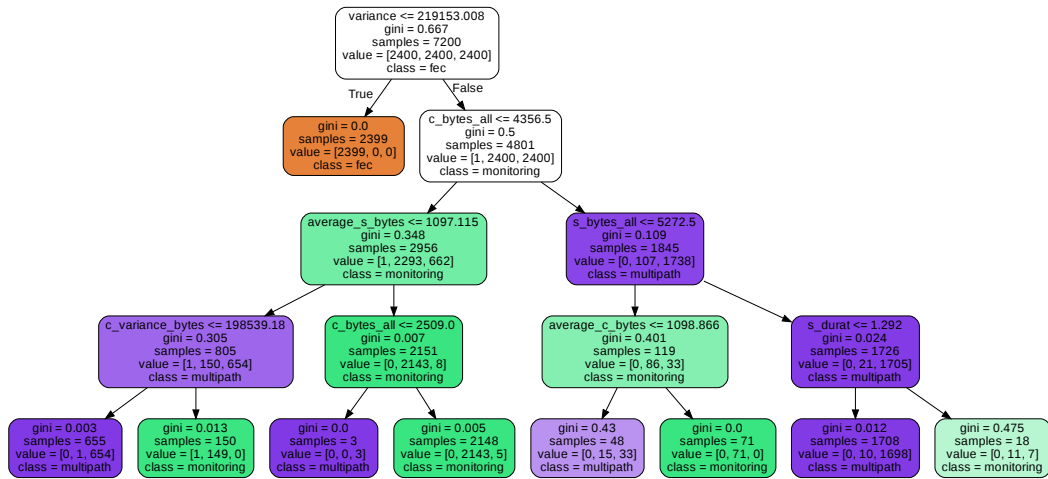 variance <= 219153.008
gini = 0.667
samples = 7200
value = [2400, 2400, 2400]
class = fec
True
False
gini = 0.0
samples = 2399
value = [2399, 0, 0]
class = fec
c_bytes_all <= 4356.5
gini = 0.5
samples = 4801
value = [1, 2400, 2400]
class = monitoring
average_s_bytes <= 1097.115
gini = 0.348
samples = 2956
value = [1, 2293, 662]
class = monitoring
s_bytes_all <= 5272.5
gini = 0.109
samples = 1845
value = [0, 107, 1738]
class = multipath
c_variance_bytes <= 198539.18
gini = 0.305
samples = 805
value = [1, 150, 654]
class = multipath
c_bytes_all <= 2509.0
gini = 0.007
samples = 2151
value = [0, 2143, 8]
class = monitoring
average_c_bytes <= 1098.866
gini = 0.401
samples = 119
value = [0, 86, 33]
class = monitoring
s_durat <= 1.292
gini = 0.024
samples = 1726
value = [0, 21, 1705]
class = multipath
gini = 0.003
samples = 655
value = [0, 1, 654]
class = multipath
gini = 0.013
samples = 150
value = [1, 149, 0]
class = monitoring
gini = 0.0
samples = 3
value = [0, 0, 3]
class = multipath
gini = 0.005
samples = 2148
value = [0, 2143, 5]
class = monitoring
gini = 0.43
samples = 48
value = [0, 15, 33]
class = multipath
gini = 0.0
samples = 71
value = [0, 71, 0]
class = monitoring
gini = 0.012
samples = 1708
value = [0, 10, 1698]
class = multipath
gini = 0.475
samples = 18
value = [0, 11, 7]
class = monitoring